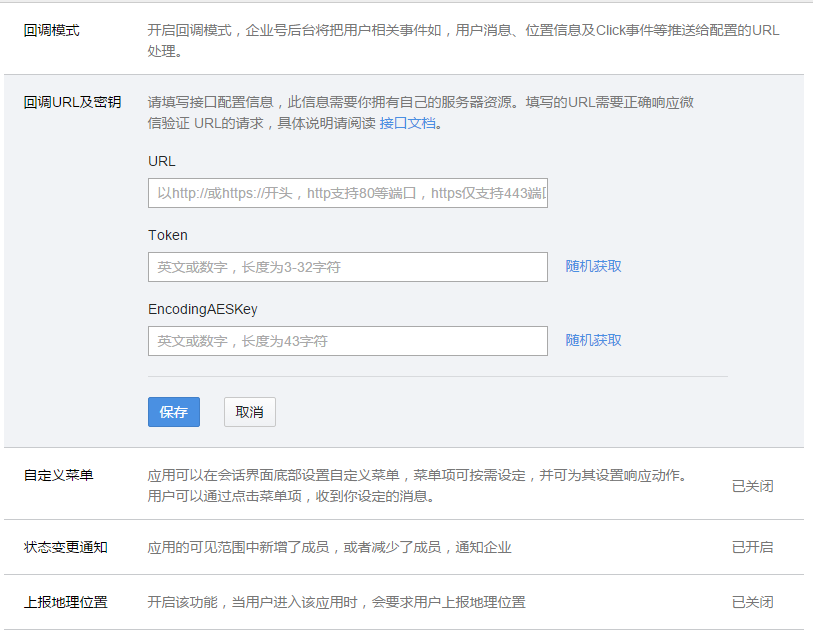 回调模式
开启回调模式，企业号后台将把用户相关事件如，用户消息、位置信息及Click事件等推送给配置的URL
处理。
回调URL及密钥
请填写接口配置信息，此信息需要你拥有自己的服务器资源。填写的URL需要正确响应微
信验证 URL的请求，具体说明请阅读 接口文档。
URL
以http://或https://开头，http支持80等端口，https仅支持443端
Token
英文或数字，长度为3-32字符
随机获取
EncodingAESKey
英文或数字，长度为43字符
随机获取
保存
取消
自定义菜单
应用可以在会话界面底部设置自定义菜单，菜单项可按需设定，并可为其设置响应动作。
用户可以通过点击菜单项，收到你设定的消息。
已关闭
状态变更通知
应用的可见范围中新增了成员，或者减少了成员，通知企业
已开启
上报地理位置
开启该功能，当用户进入该应用时，会要求用户上报地理位置
已关闭